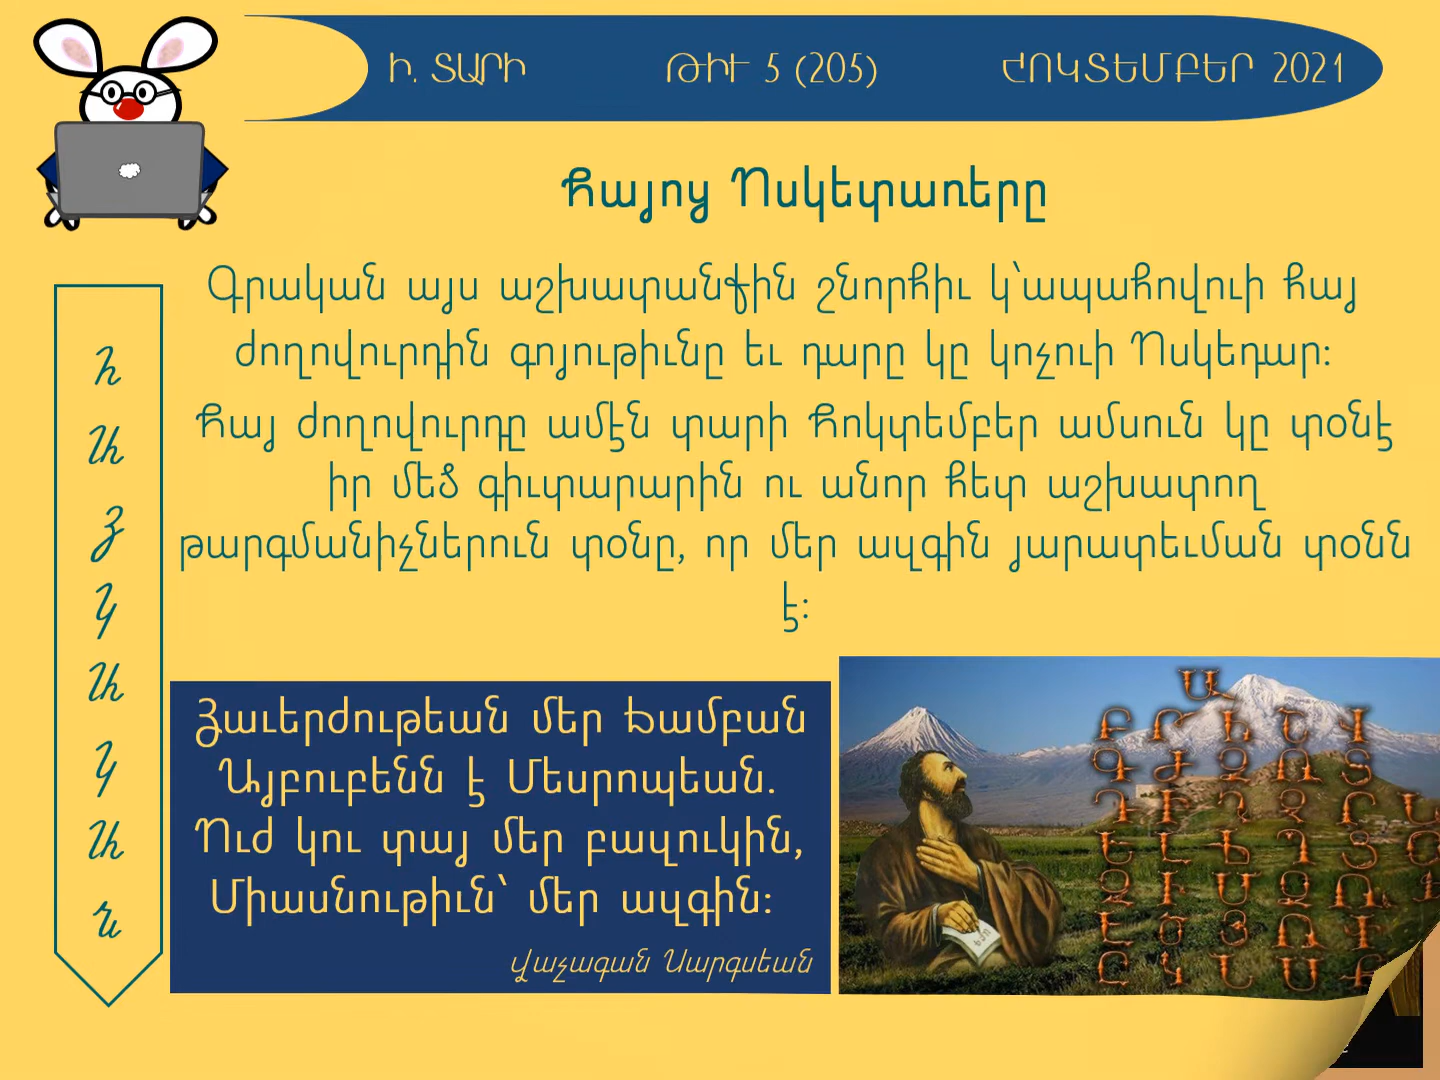 Ի. ՏԱՐԻ ԹԻՒ 5 (205) ՀՈԿՏԵՄԲԵՐ 2021
Հայոց Ոսկետառերը
Գրական այս աշխատանքին շնորհիւ կ՝ապահովուի հայ
ժողովուրդին գոյութիւնը եւ դարը կը կոչուի Ոսկեդար:
Հայ ժողովուրդը ամէն տարի Հոկտեմբեր ամսուն կը տօնէ
իր մեծ գիւտարարին ու անոր հետ աշխատող
թարգմանիչներուն տօնը, որ մեր ազգին յարատեւման տօնն
է:
հ
ա
յ
կ
ա
կ
ա
ն
Յաւերժութեան մեր խամբան
Այբուբենն է Մեսրոպեան.
Ուժ կու տայ մեր բազուկին,
Միասնութիւն՝ մեր ազգին:
Վաչագան Սարգսեան